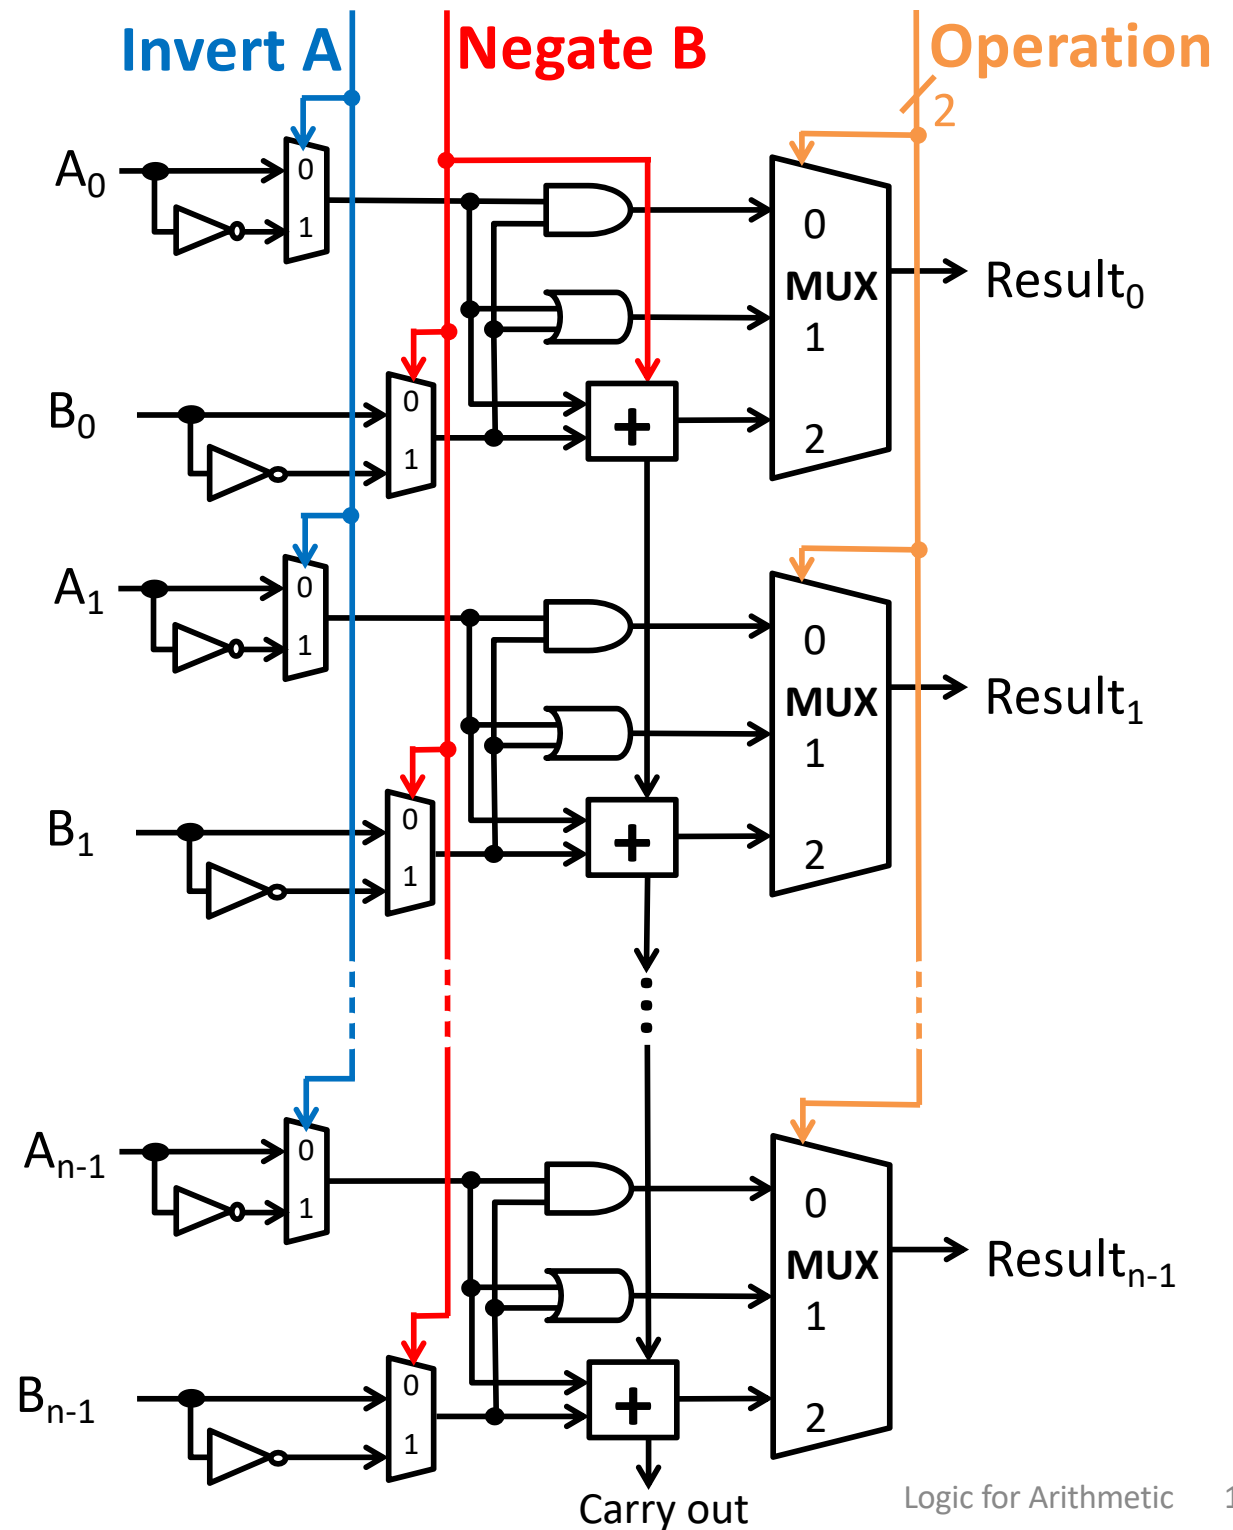 Invert A Negate B Operation
2
A0
0
1
0
MUX
1
2
Result0
B0
0
1
+
A1
0
1
0
MUX
1
2
Result1
B1
0
1
+
An-1
0
1
0
MUX
1
2
Resultn-1
Bn-1
0
1
+
Carry out
Logic for Arithmetic 1